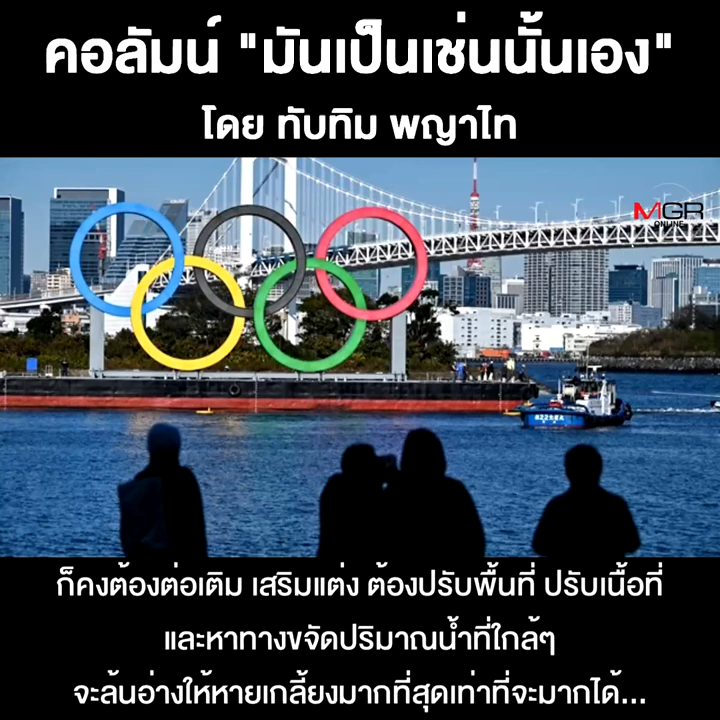 คอลัมน์ "มันเป็นเช่นนั้นเอง"
โดย ทับทิม พญาไท
MGR
ONLINE
ก็คงต้องต่อเติม เสริมแต่ง ต้องปรับพื้นที่ ปรับเนื้อที่
และหาทางขจัดปริมาณน้ำที่ใกล้ๆ
จะล้นอ่างให้หายเกลี้ยงมากที่สุดเท่าที่จะมากได้...